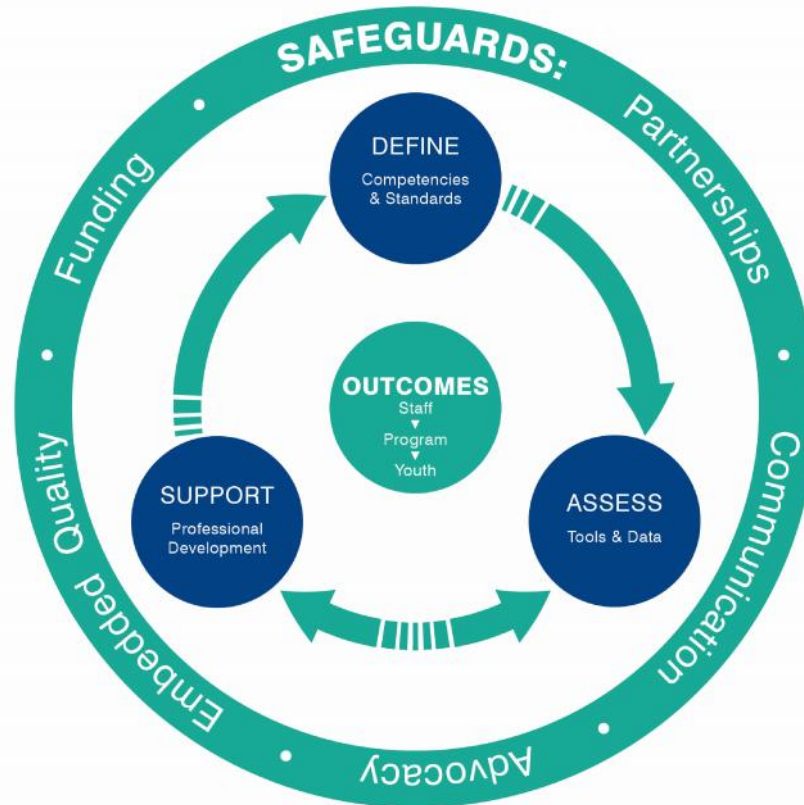 SAFEGUARDS:
Partnerships
Communication
Advocacy
Embedded Quality
Funding
DEFINE
Competencies
& Standards
ASSESS
Tools & Data
SUPPORT
Professional
Development
OUTCOMES
Staff
Program
Youth